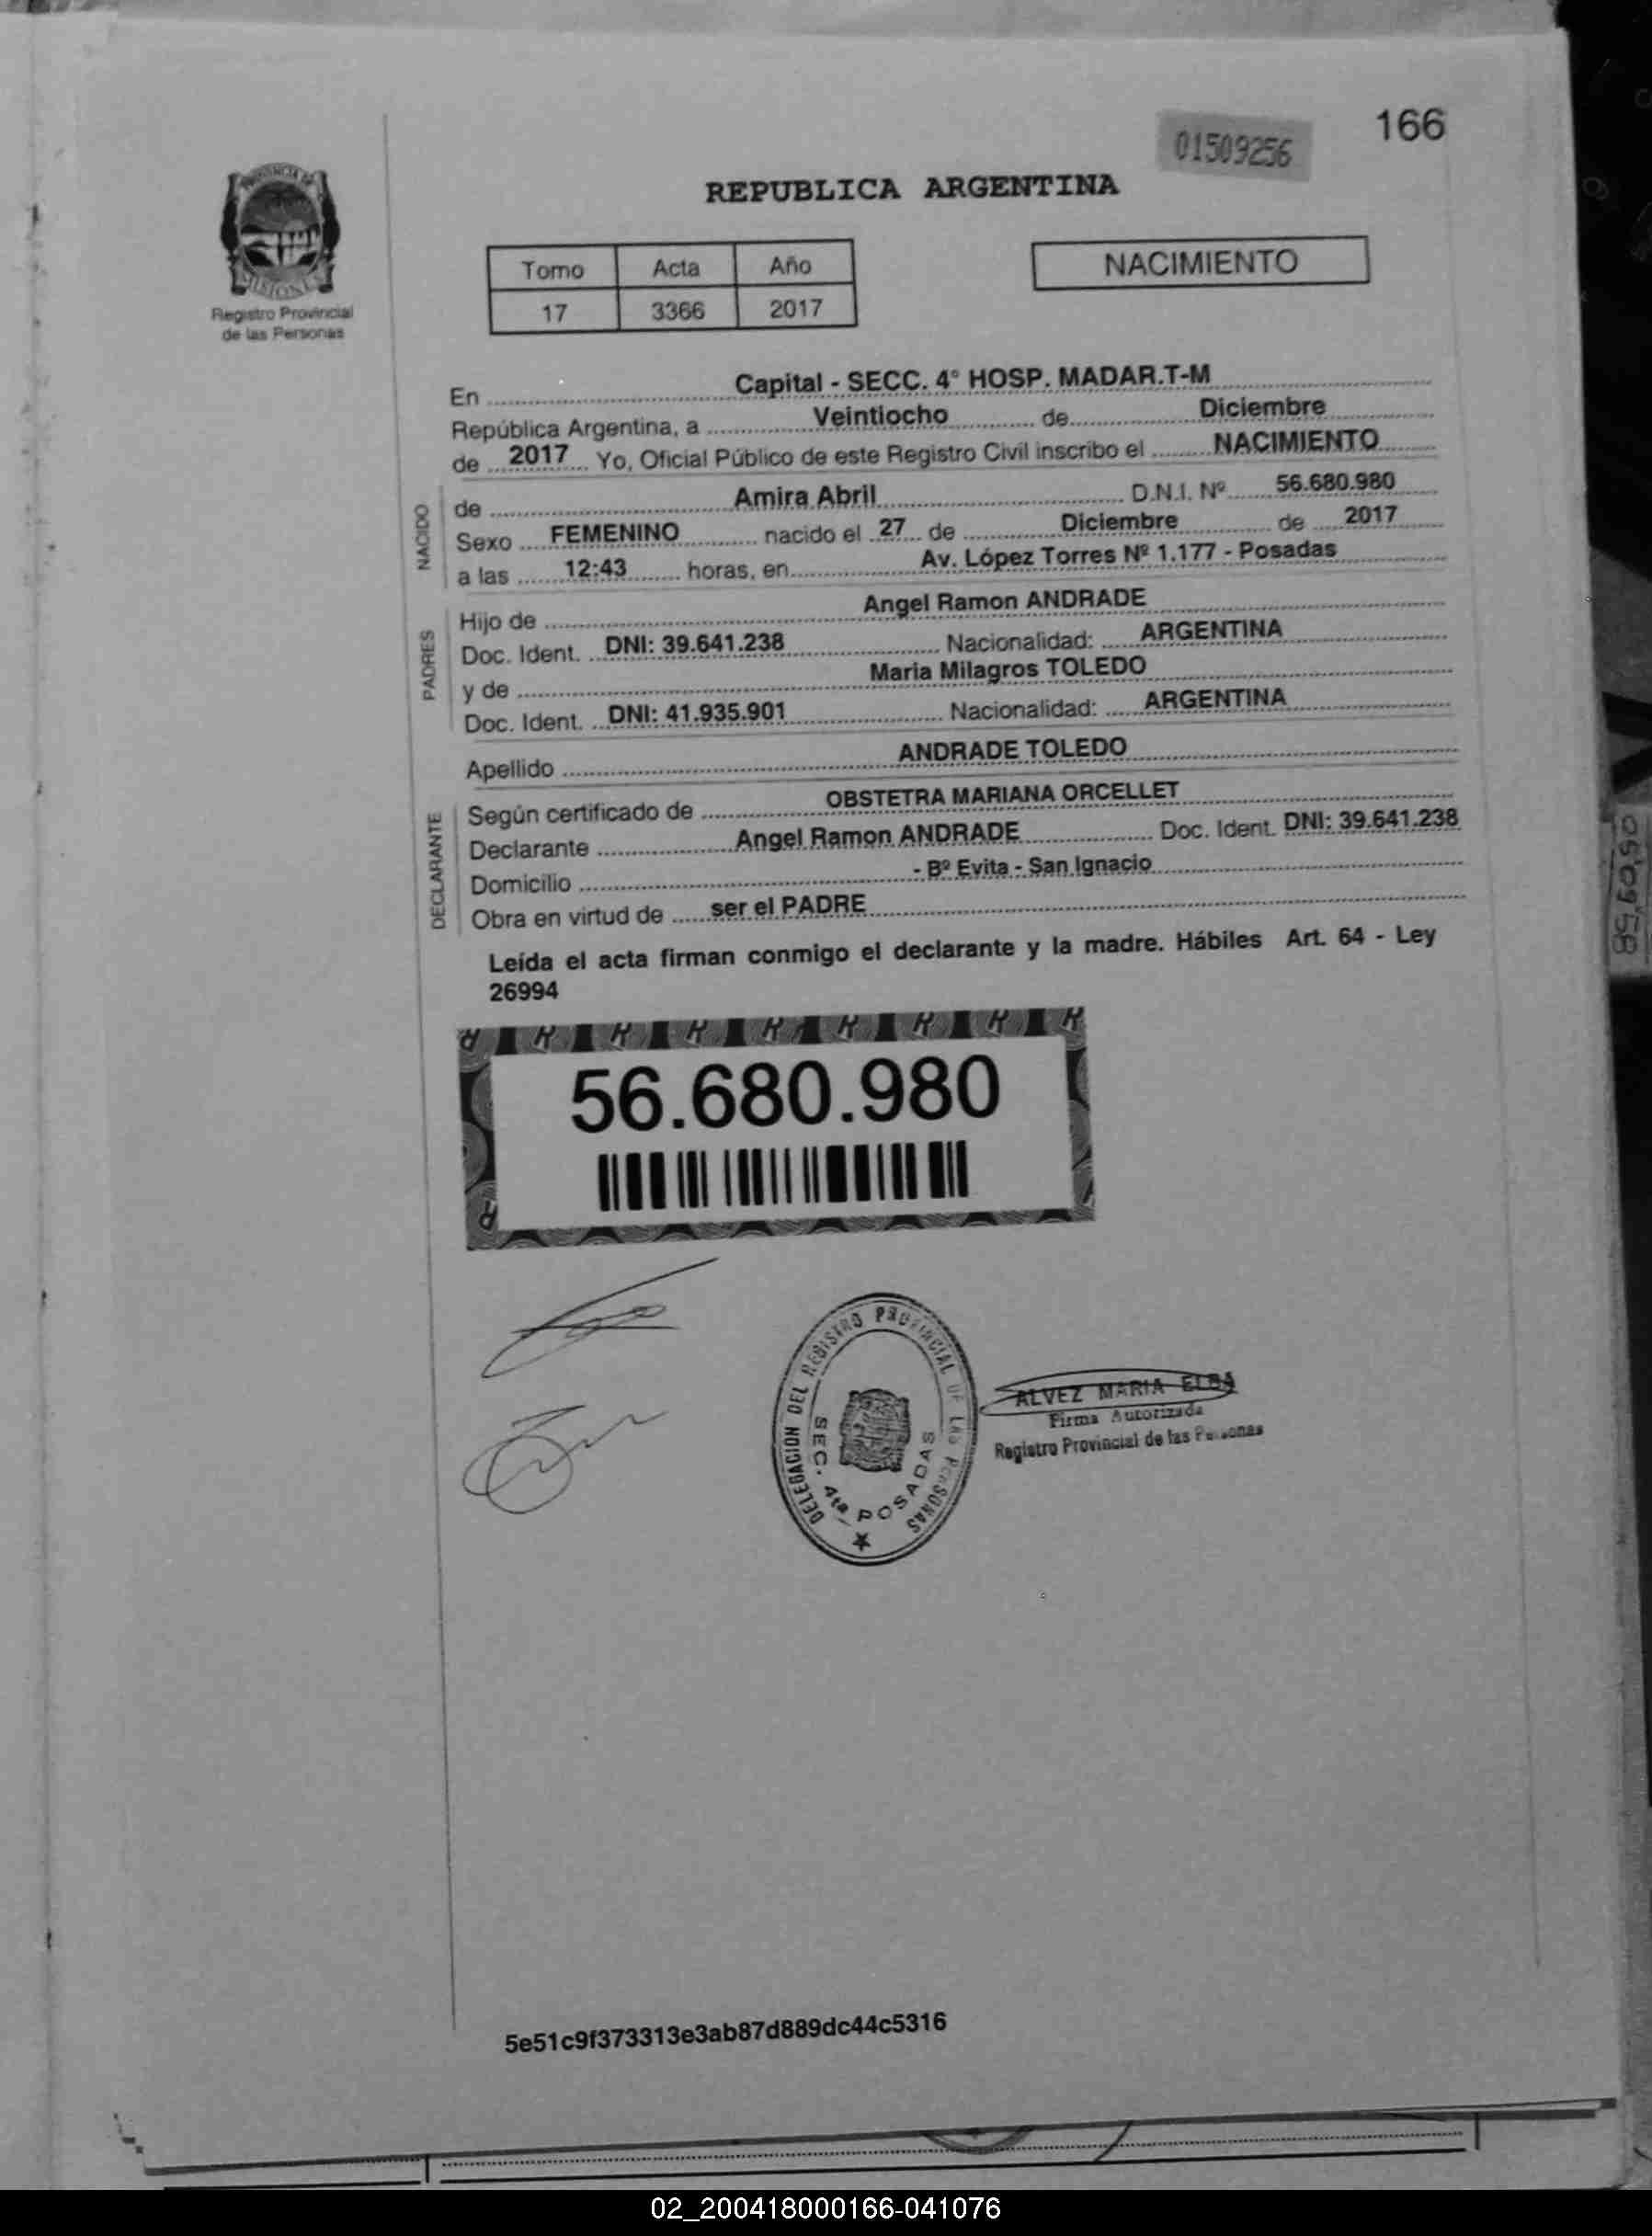 166
01509256
REPUBLICA ARGENTINA
PROVINCIA DE
MISIONES
Registro Provincial
de las Personas
Tomo Acta Año
17 3366 2017
NACIMIENTO
En Capital - SECC. 4° HOSP. MADAR.T-M
República Argentina, a Veintiocho de Diciembre
de 2017 Yo, Oficial Público de este Registro Civil inscribo el NACIMIENTO
NACIDO
de Amira Abril D.N.I. Nº 56.680.980
Sexo FEMENINO nacido el 27 de Diciembre de 2017
a las 12:43 horas, en Av. López Torres Nº 1.177 - Posadas
PADRES
Hijo de Angel Ramon ANDRADE
Doc. Ident. DNI: 39.641.238 Nacionalidad: ARGENTINA
y de Maria Milagros TOLEDO
Doc. Ident. DNI: 41.935.901 Nacionalidad: ARGENTINA
Apellido ANDRADE TOLEDO
DECLARANTE
Según certificado de OBSTETRA MARIANA ORCELLET
Declarante Angel Ramon ANDRADE Doc. Ident. DNI: 39.641.238
Domicilio - Bº Evita - San Ignacio
Obra en virtud de ser el PADRE
Leída el acta firman conmigo el declarante y la madre. Hábiles Art. 64 - Ley
26994
56.680.980
DELEGACION DEL REGISTRO PROVINCIAL DE LAS PERSONAS
SEC. 4ta. POSADAS
ALVEZ MARIA ELBA
Firma Autorizada
Registro Provincial de las Personas
5e51c9f373313e3ab87d889dc44c5316
02_200418000166-041076